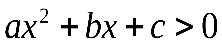 ax² + bx + c > 0